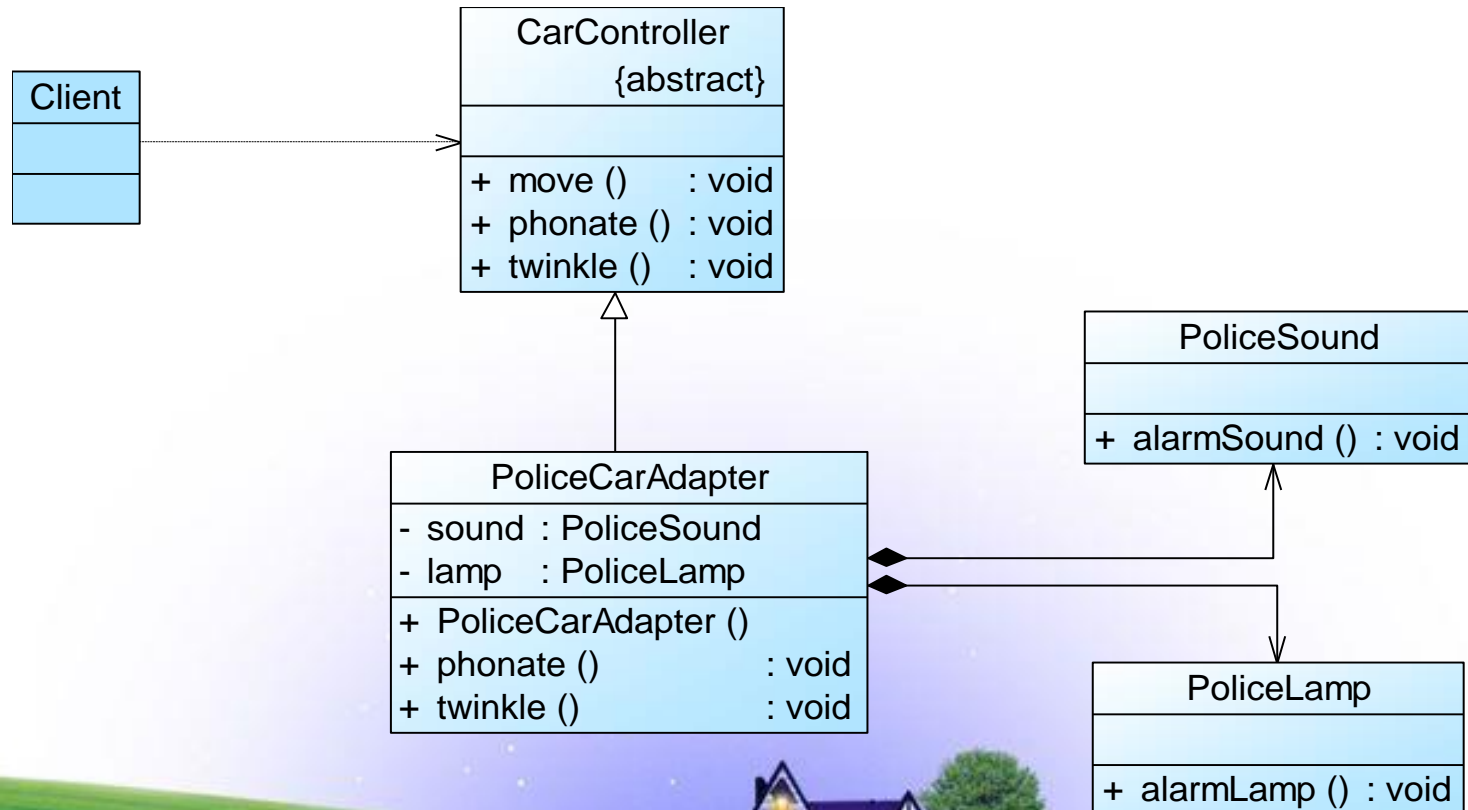 Client
CarController
{abstract}
+ move () : void
+ phonate () : void
+ twinkle () : void
PoliceCarAdapter
- sound : PoliceSound
- lamp : PoliceLamp
+ PoliceCarAdapter ()
+ phonate () : void
+ twinkle () : void
PoliceSound
+ alarmSound () : void
PoliceLamp
+ alarmLamp () : void